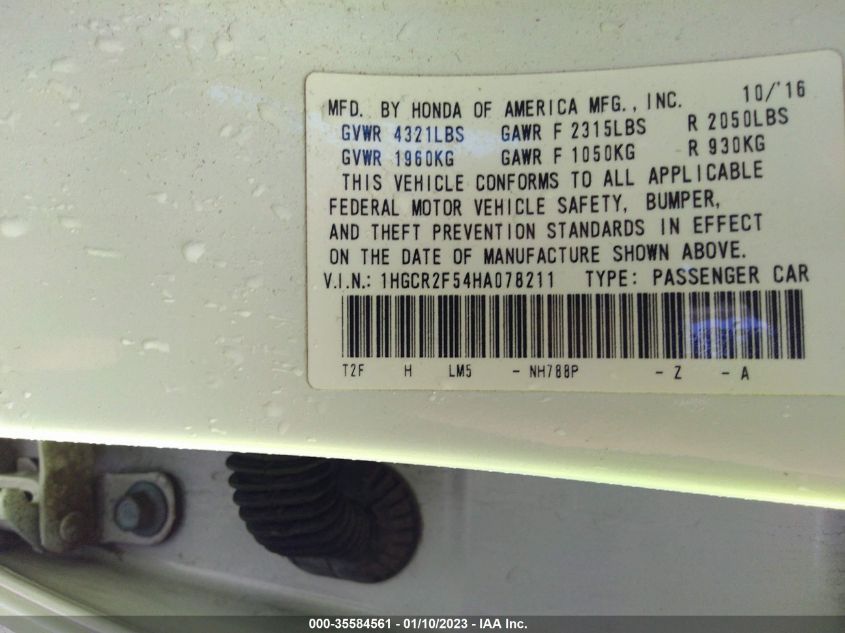 MFD. BY HONDA OF AMERICA MFG., INC. 10/'16
GVWR 4321LBS GAWR F 2315LBS R 2050LBS
GVWR 1960KG GAWR F 1050KG R 930KG
THIS VEHICLE CONFORMS TO ALL APPLICABLE
FEDERAL MOTOR VEHICLE SAFETY, BUMPER,
AND THEFT PREVENTION STANDARDS IN EFFECT
ON THE DATE OF MANUFACTURE SHOWN ABOVE.
V.I.N.: 1HGCR2F54HA078211 TYPE: PASSENGER CAR
T2F H LM5 - NH788P - Z - A
000-35584561 - 01/10/2023 - IAA Inc.